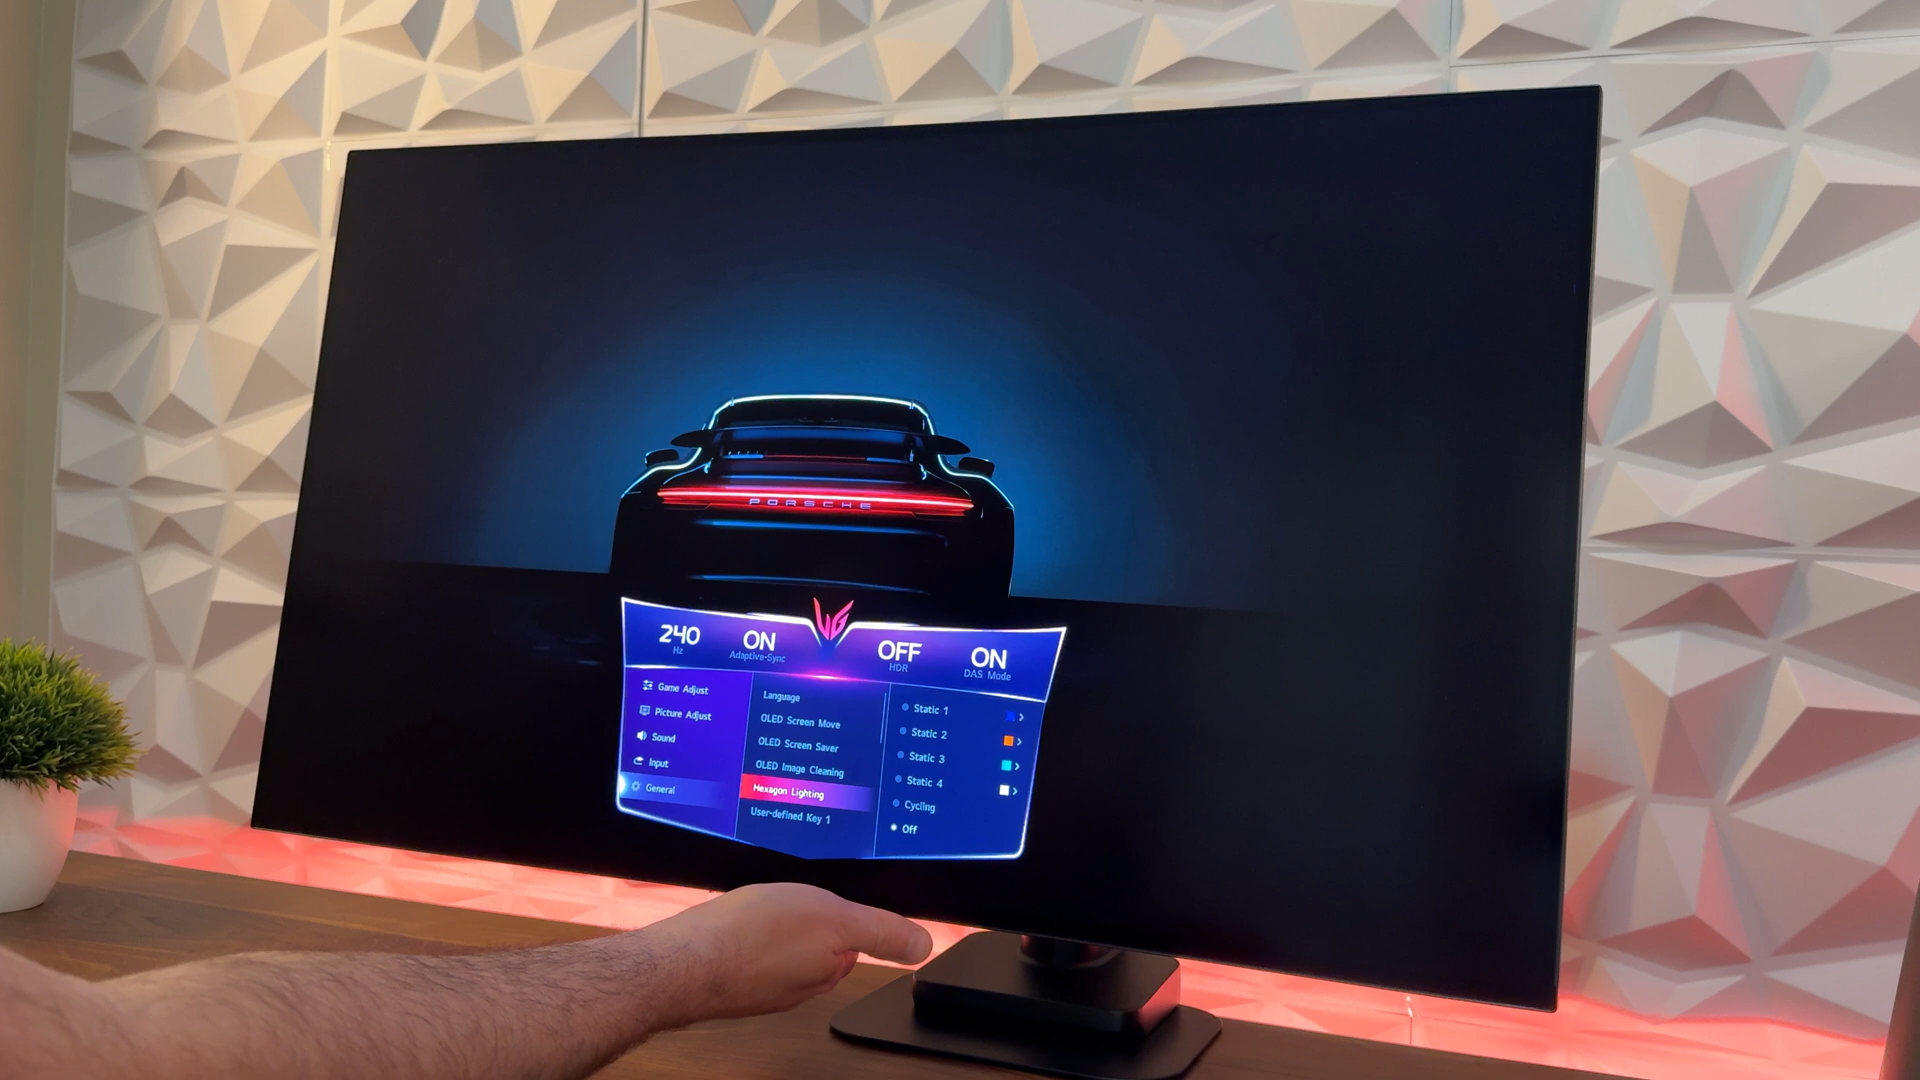 PORSCHE
UG
240
Hz
ON
Adaptive-Sync
OFF
HDR
ON
DAS Mode
Game Adjust
Picture Adjust
Sound
Input
General
Language
OLED Screen Move
OLED Screen Saver
OLED Image Cleaning
Hexagon Lighting
User-defined Key 1
Static 1
Static 2
Static 3
Static 4
Cycling
Off